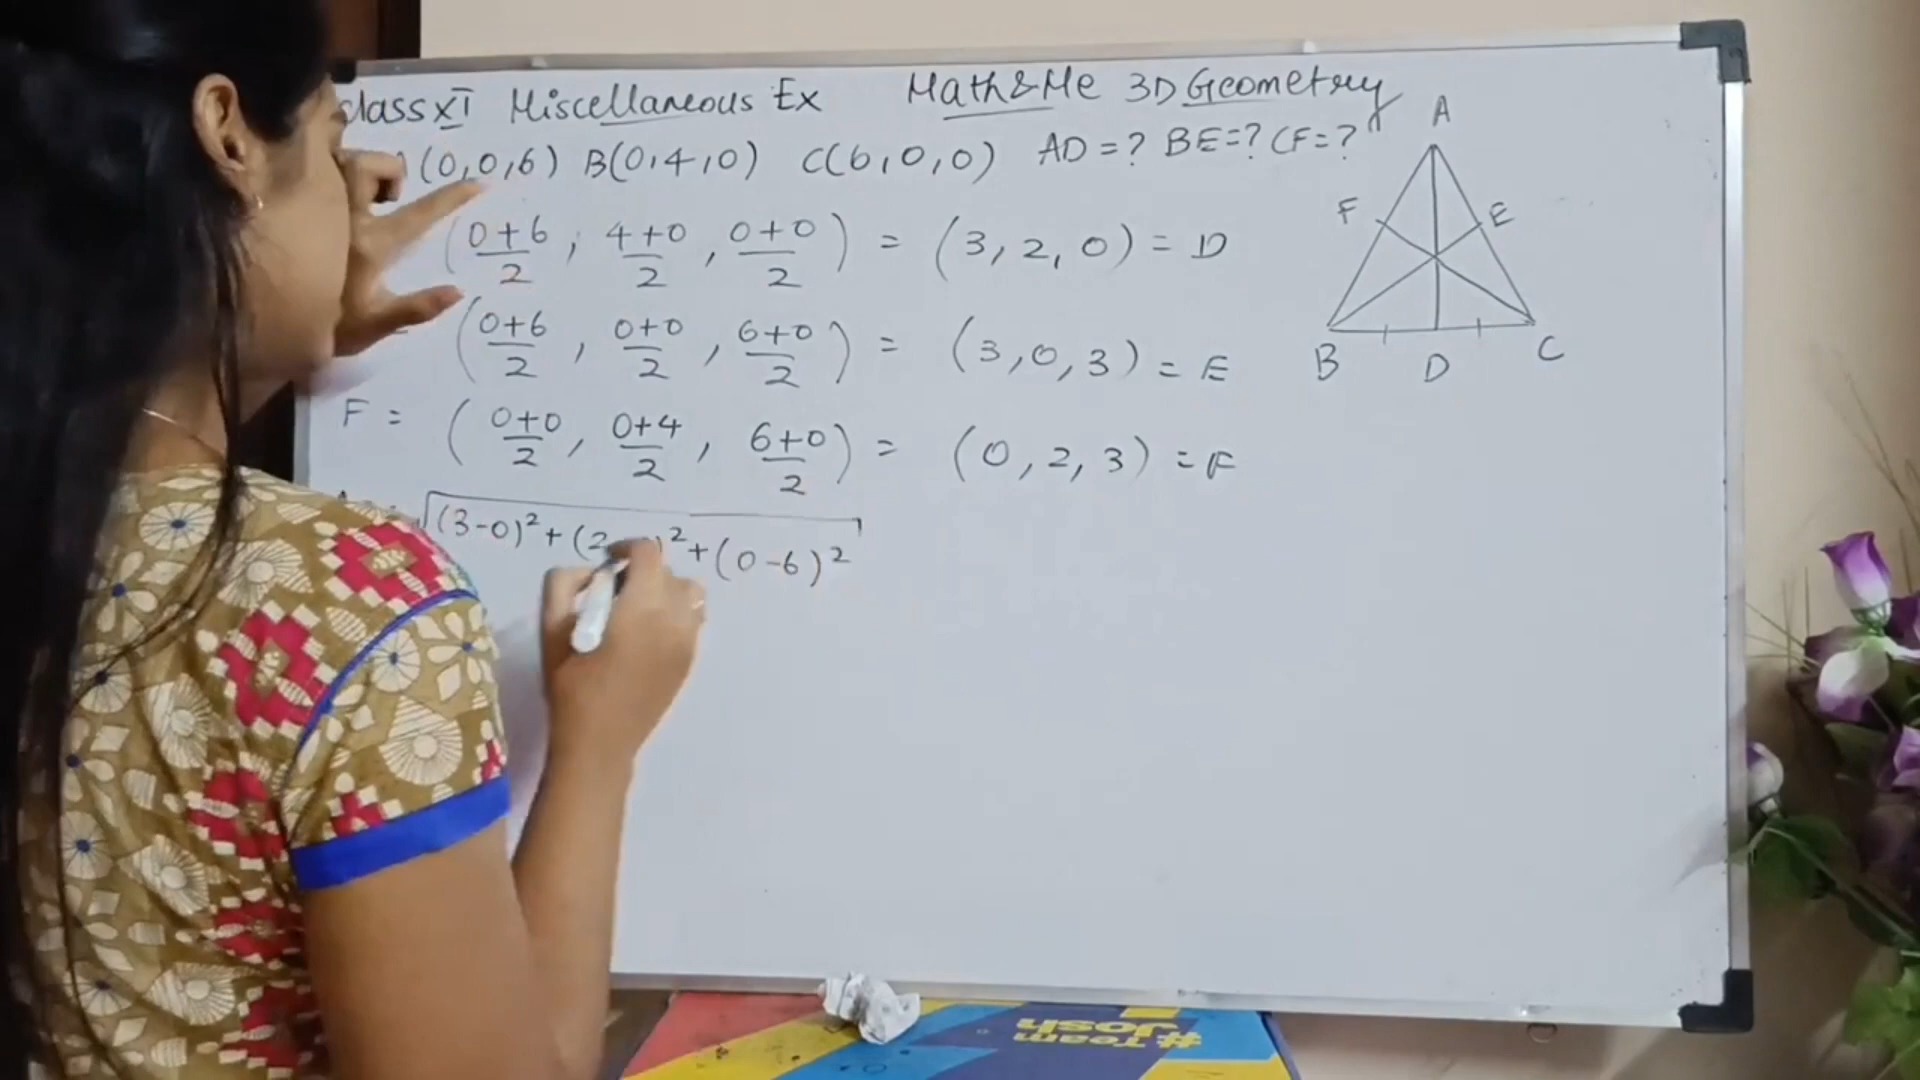 class XI Miscellaneous Ex Math&Me 3D Geometry
(0,0,6) B(0,4,0) C(6,0,0) AD=? BE=? CF=?
(0+6/2, 4+0/2, 0+0/2) = (3,2,0) = D
= (0+6/2, 0+0/2, 6+0/2) = (3,0,3) = E
F = (0+0/2, 0+4/2, 6+0/2) = (0,2,3) = F
√(3-0)²+(2 )²+(0-6)²
A
F E
B D C
#Team
Josh